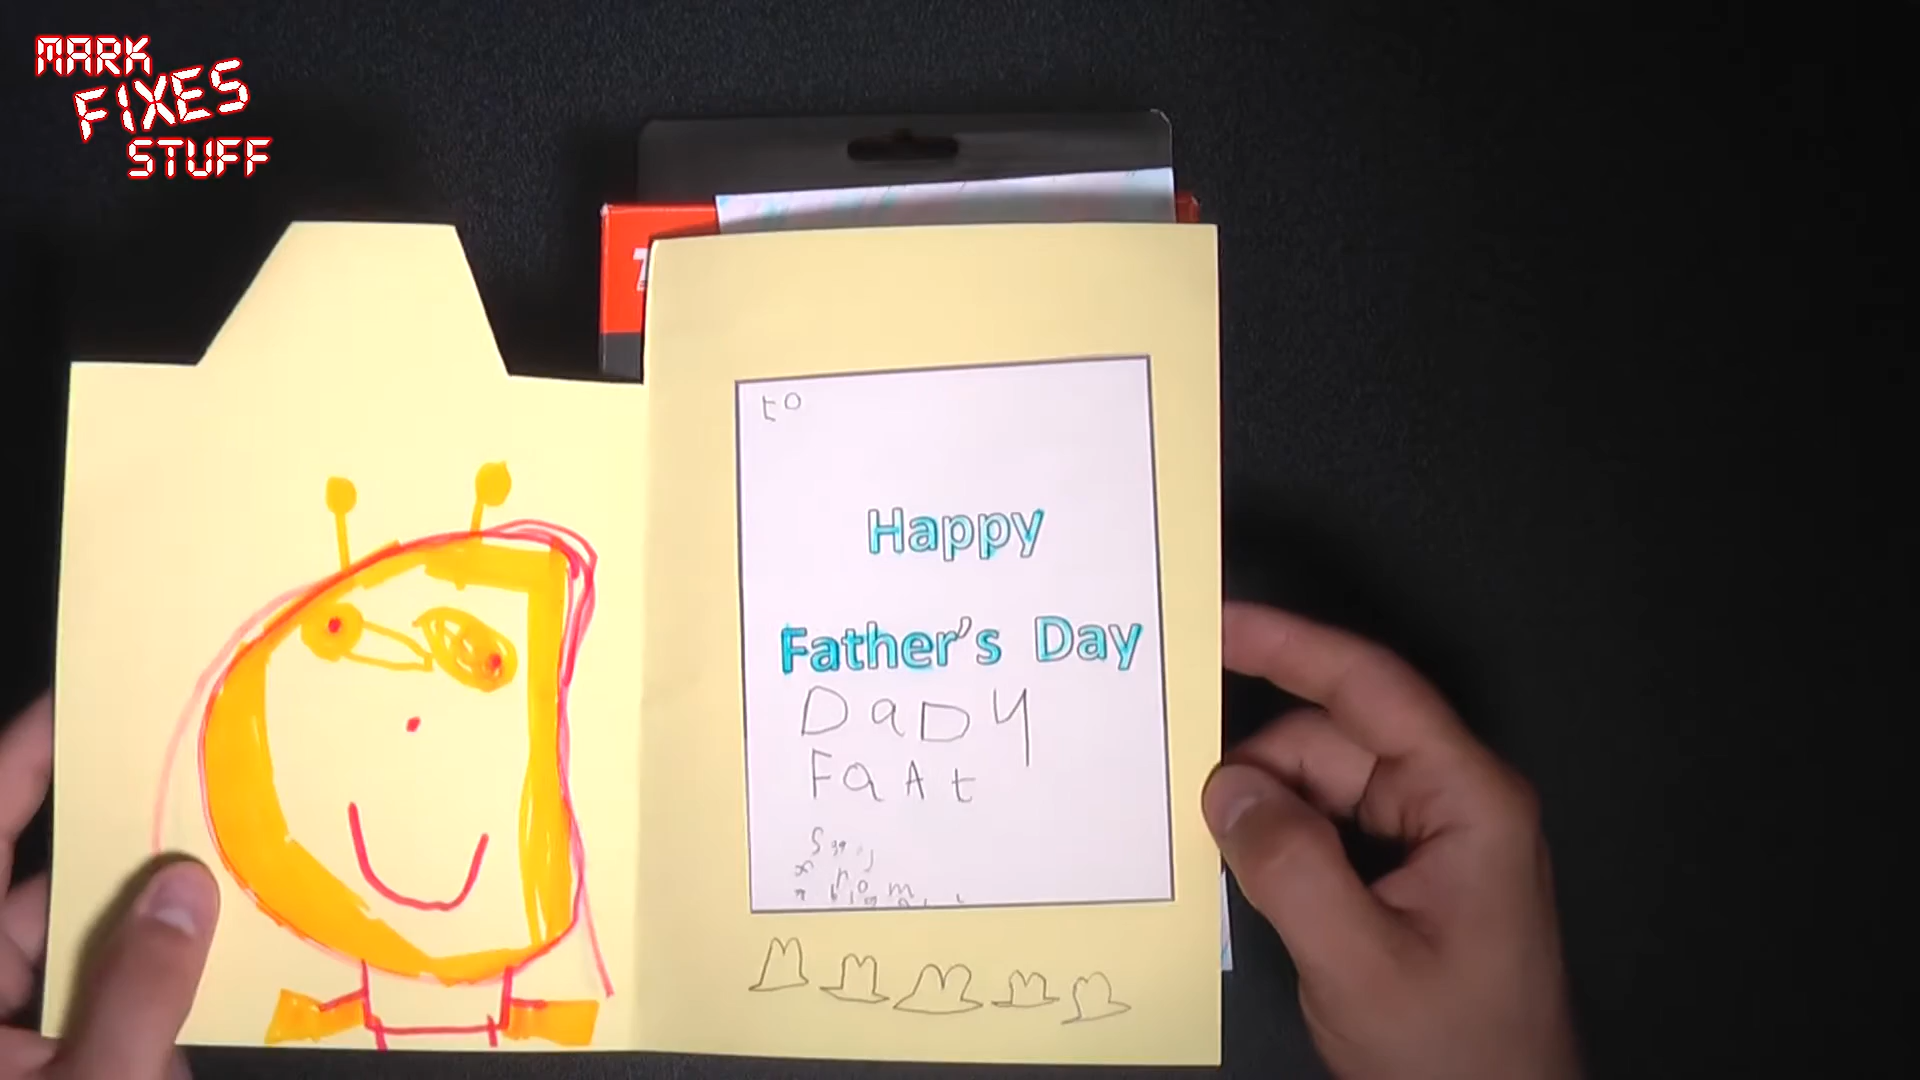 MARK
FIXES
STUFF
to
Happy
Father's Day
DaDy
FaAt